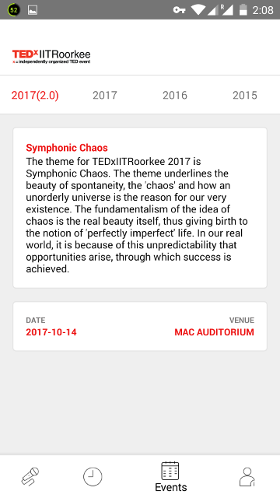 52
2:08
TEDxIITRoorkee
x = independently organized TED event
2017(2.0) 2017 2016 2015
Symphonic Chaos
The theme for TEDxIITRoorkee 2017 is
Symphonic Chaos. The theme underlines the
beauty of spontaneity, the 'chaos' and how an
unorderly universe is the reason for our very
existence. The fundamentalism of the idea of
chaos is the real beauty itself, thus giving birth to
the notion of 'perfectly imperfect' life. In our real
world, it is because of this unpredictability that
opportunities arise, through which success is
achieved.
DATE VENUE
2017-10-14 MAC AUDITORIUM
Events